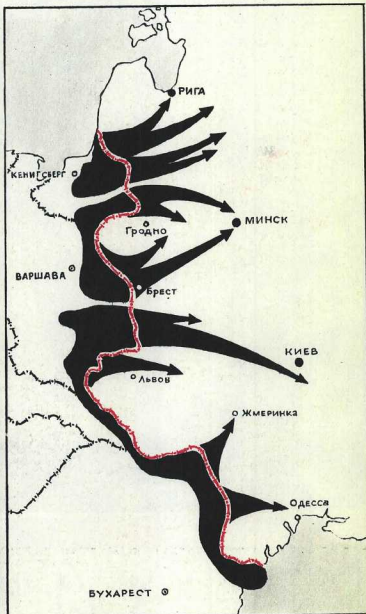 РИГА
КЕНИГСБЕРГ
МИНСК
Гродно
ВАРШАВА
Брест
КИЕВ
Львов
Жмеринка
Одесса
БУХАРЕСТ